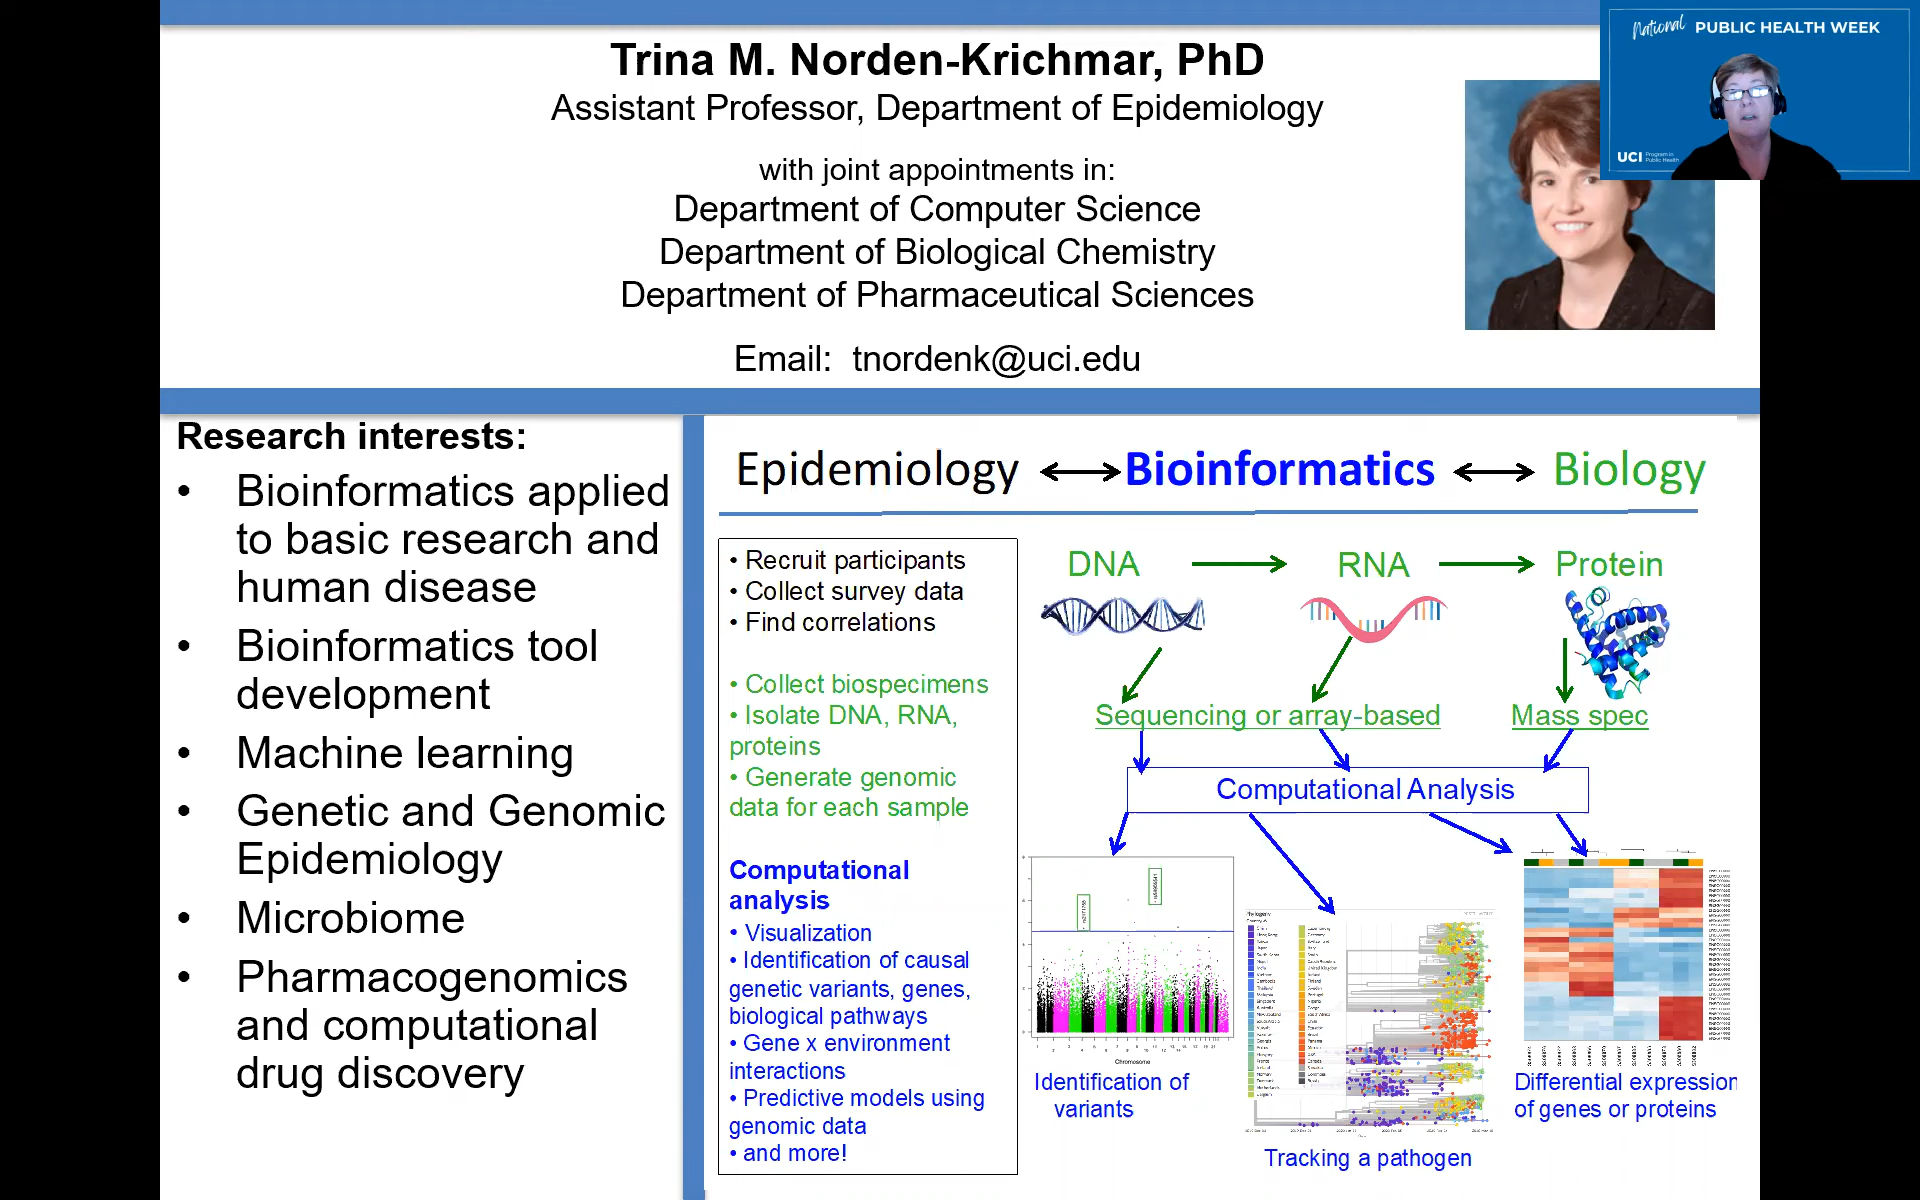 National PUBLIC HEALTH WEEK
UCI Program in
Public Health
Trina M. Norden-Krichmar, PhD
Assistant Professor, Department of Epidemiology
with joint appointments in:
Department of Computer Science
Department of Biological Chemistry
Department of Pharmaceutical Sciences
Email: tnordenk@uci.edu
Research interests:
• Bioinformatics applied
to basic research and
human disease
• Bioinformatics tool
development
• Machine learning
• Genetic and Genomic
Epidemiology
• Microbiome
• Pharmacogenomics
and computational
drug discovery
Epidemiology Bioinformatics Biology
• Recruit participants
• Collect survey data
• Find correlations
• Collect biospecimens
• Isolate DNA, RNA,
proteins
• Generate genomic
data for each sample
Computational
analysis
• Visualization
• Identification of causal
genetic variants, genes,
biological pathways
• Gene x environment
interactions
• Predictive models using
genomic data
• and more!
DNA RNA Protein
Sequencing or array-based Mass spec
Computational Analysis
Chromosome
Identification of
variants
Phylogeny
Tracking a pathogen
Differential expression
of genes or proteins